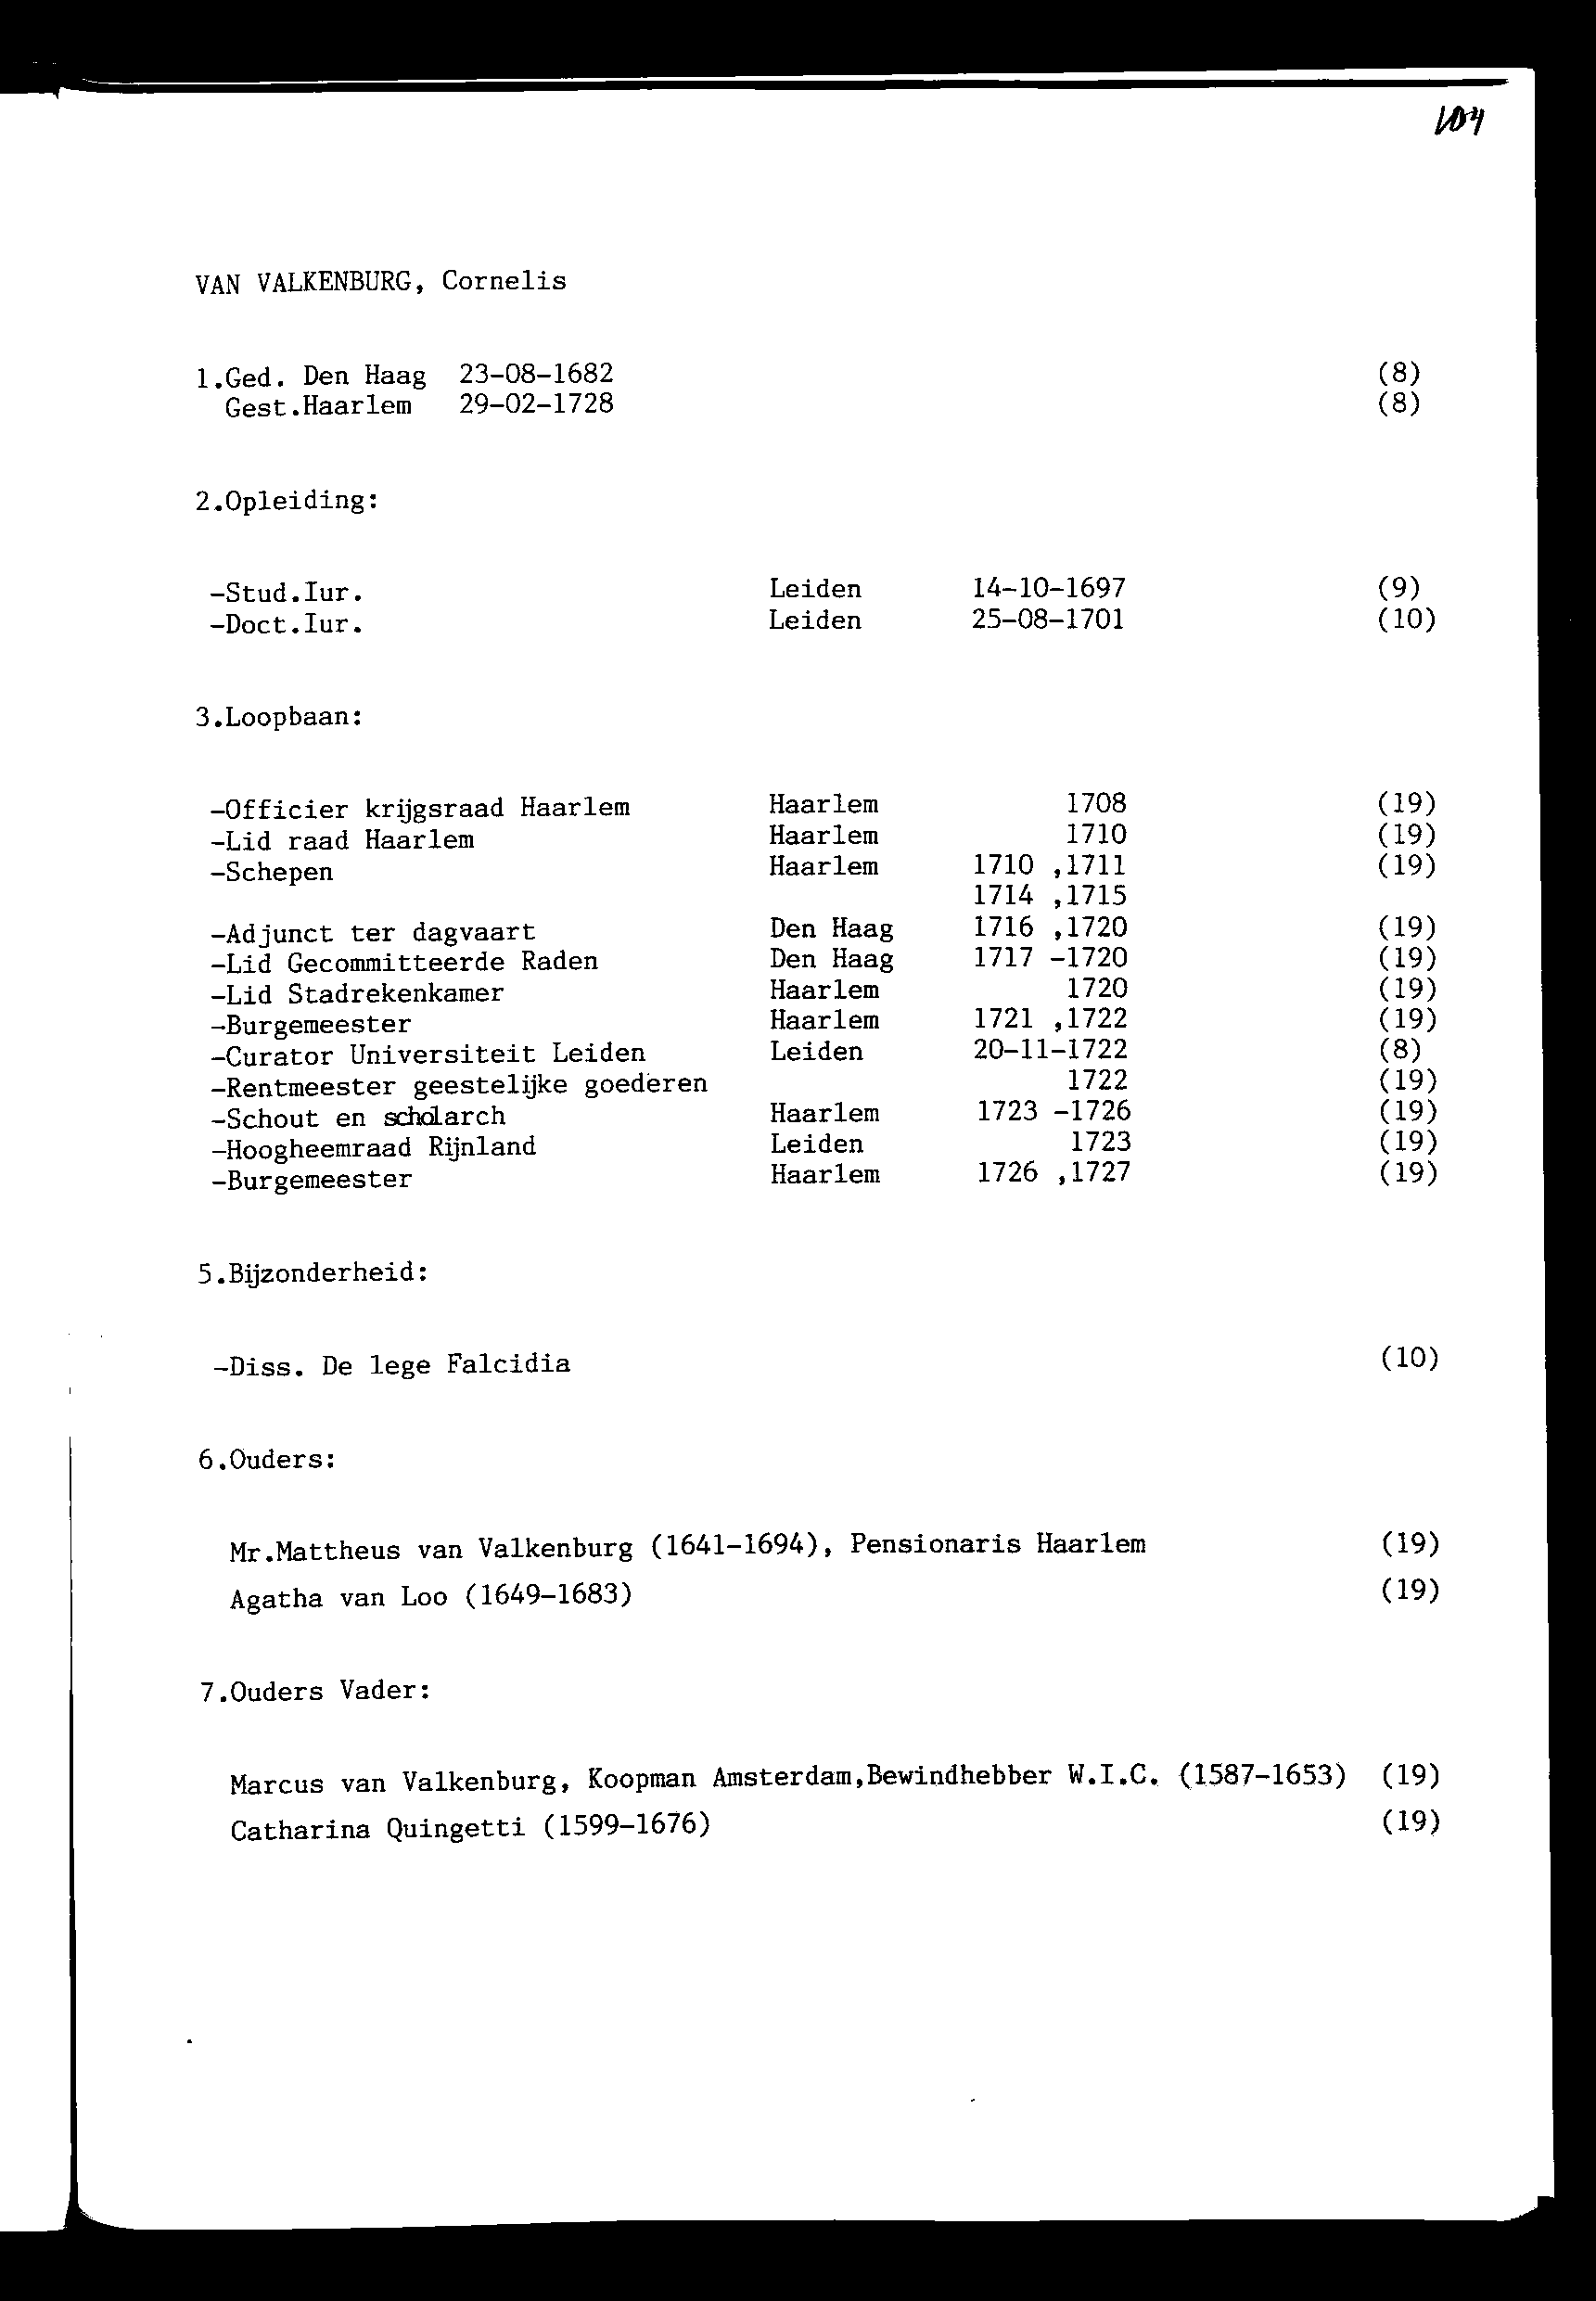 104
VAN VALKENBURG, Cornelis
1.Ged. Den Haag 23-08-1682 (8)
Gest.Haarlem 29-02-1728 (8)
2.Opleiding:
-Stud.Iur. Leiden 14-10-1697 (9)
-Doct.Iur. Leiden 25-08-1701 (10)
3.Loopbaan:
-Officier krijgsraad Haarlem Haarlem 1708 (19)
-Lid raad Haarlem Haarlem 1710 (19)
-Schepen Haarlem 1710 ,1711 (19)
1714 ,1715
-Adjunct ter dagvaart Den Haag 1716 ,1720 (19)
-Lid Gecommitteerde Raden Den Haag 1717 -1720 (19)
-Lid Stadrekenkamer Haarlem 1720 (19)
-Burgemeester Haarlem 1721 ,1722 (19)
-Curator Universiteit Leiden Leiden 20-11-1722 (8)
-Rentmeester geestelijke goederen 1722 (19)
-Schout en scholarch Haarlem 1723 -1726 (19)
-Hoogheemraad Rijnland Leiden 1723 (19)
-Burgemeester Haarlem 1726 ,1727 (19)
5.Bijzonderheid:
-Diss. De lege Falcidia (10)
6.Ouders:
Mr.Mattheus van Valkenburg (1641-1694), Pensionaris Haarlem (19)
Agatha van Loo (1649-1683) (19)
7.Ouders Vader:
Marcus van Valkenburg, Koopman Amsterdam,Bewindhebber W.I.C. (1587-1653) (19)
Catharina Quingetti (1599-1676) (19)